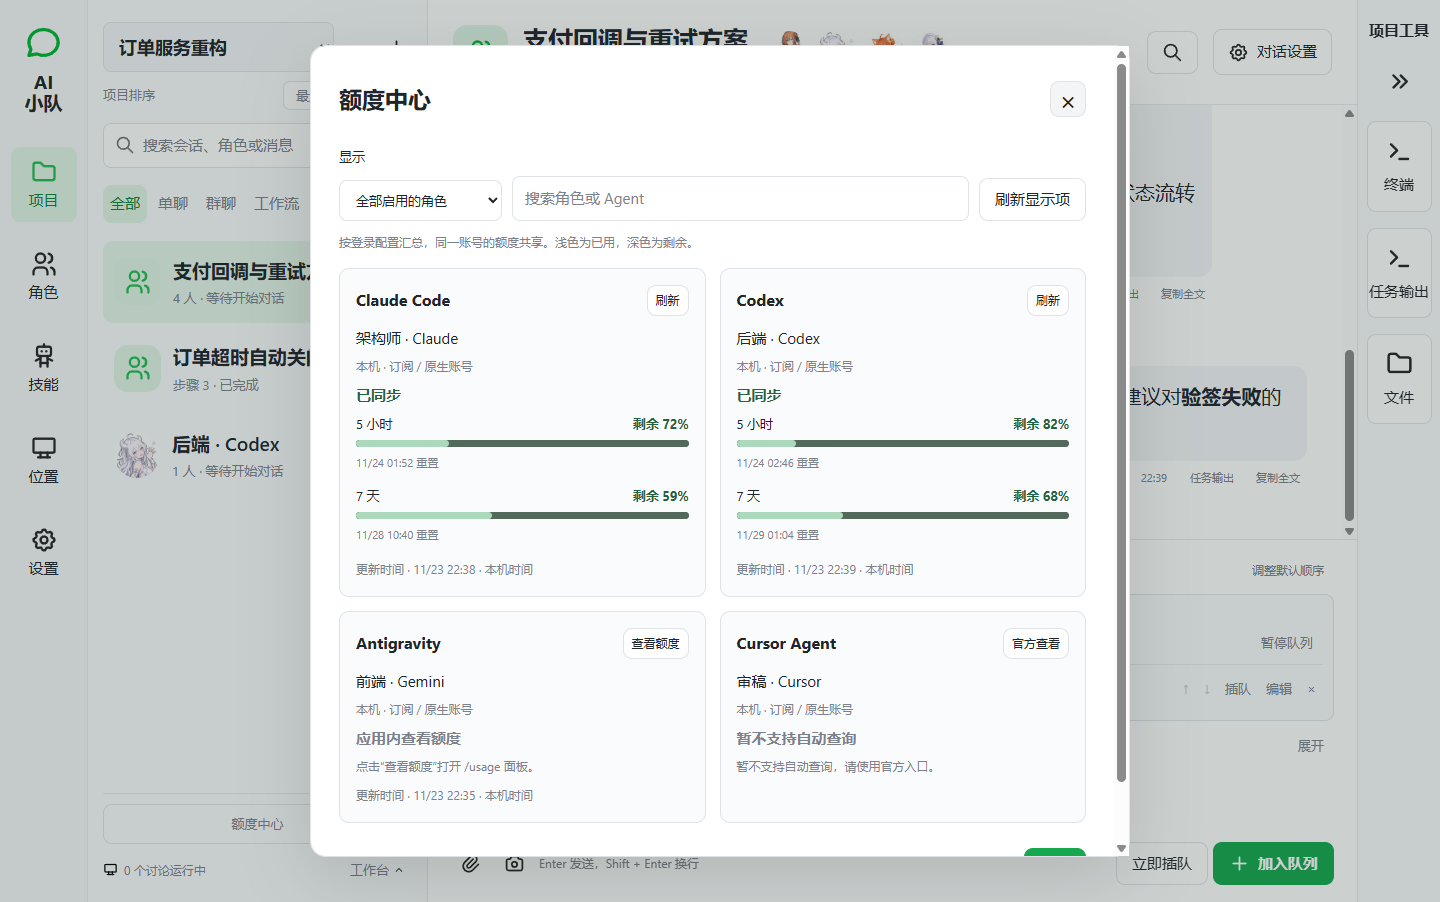 AI
小队
项目
角色
技能
位置
设置
订单服务重构
项目排序
最
搜索会话、角色或消息
全部 单聊 群聊 工作流
支付回调与重试方
4 人 · 等待开始对话
订单超时自动关
步骤 3 · 已完成
后端 · Codex
1 人 · 等待开始对话
额度中心
0 个讨论运行中
工作台
支付回调与重试方案
对话设置
额度中心
×
显示
全部启用的角色
搜索角色或 Agent
刷新显示项
按登录配置汇总，同一账号的额度共享。浅色为已用，深色为剩余。
Claude Code
刷新
架构师 · Claude
本机 · 订阅 / 原生账号
已同步
5 小时
剩余 72%
11/24 01:52 重置
7 天
剩余 59%
11/28 10:40 重置
更新时间 · 11/23 22:38 · 本机时间
Codex
刷新
后端 · Codex
本机 · 订阅 / 原生账号
已同步
5 小时
剩余 82%
11/24 02:46 重置
7 天
剩余 68%
11/29 01:04 重置
更新时间 · 11/23 22:39 · 本机时间
Antigravity
查看额度
前端 · Gemini
本机 · 订阅 / 原生账号
应用内查看额度
点击“查看额度”打开 /usage 面板。
更新时间 · 11/23 22:35 · 本机时间
Cursor Agent
官方查看
审稿 · Cursor
本机 · 订阅 / 原生账号
暂不支持自动查询
暂不支持自动查询，请使用官方入口。
状态流转
出 复制全文
建议对验签失败的
22:39 任务输出 复制全文
调整默认顺序
暂停队列
↑ ↓ 插队 编辑 ×
展开
Enter 发送，Shift + Enter 换行
立即插队
加入队列
项目工具
终端
任务输出
文件